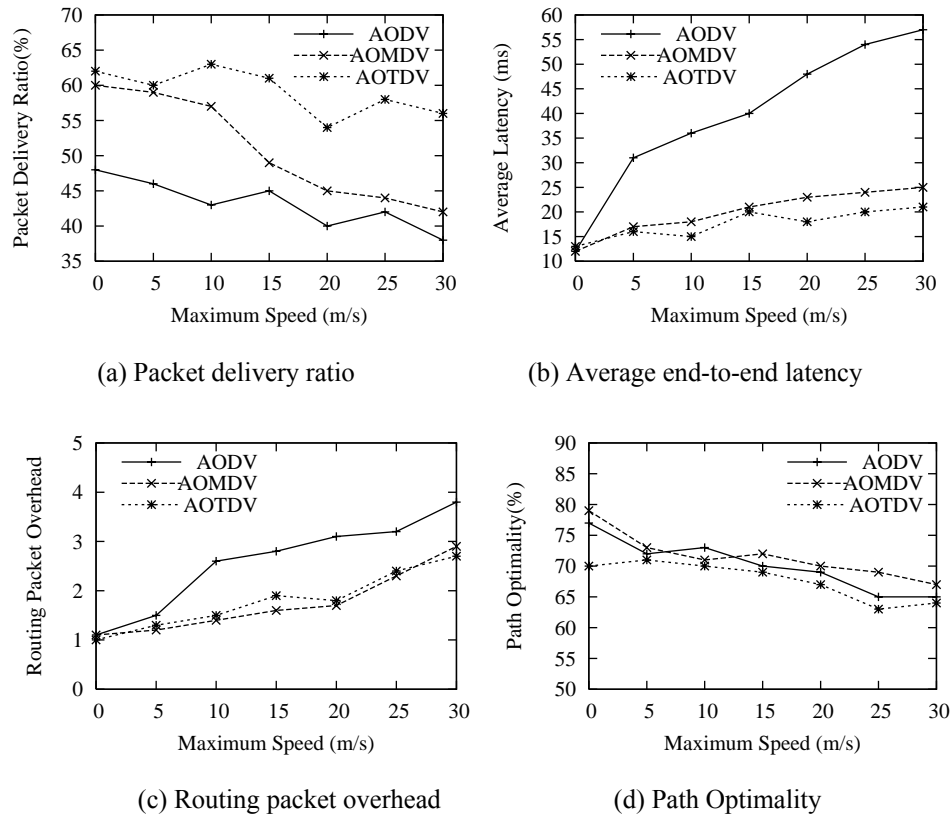 70
65
60
55
50
45
40
35
0 5 10 15 20 25 30
Packet Delivery Ratio(%)
Maximum Speed (m/s)
AODV
AOMDV
AOTDV
(a) Packet delivery ratio
60
55
50
45
40
35
30
25
20
15
10
0 5 10 15 20 25 30
Average Latency (ms)
Maximum Speed (m/s)
AODV
AOMDV
AOTDV
(b) Average end-to-end latency
5
4
3
2
1
0
0 5 10 15 20 25 30
Routing Packet Overhead
Maximum Speed (m/s)
AODV
AOMDV
AOTDV
(c) Routing packet overhead
90
85
80
75
70
65
60
55
50
0 5 10 15 20 25 30
Path Optimality(%)
Maximum Speed (m/s)
AODV
AOMDV
AOTDV
(d) Path Optimality